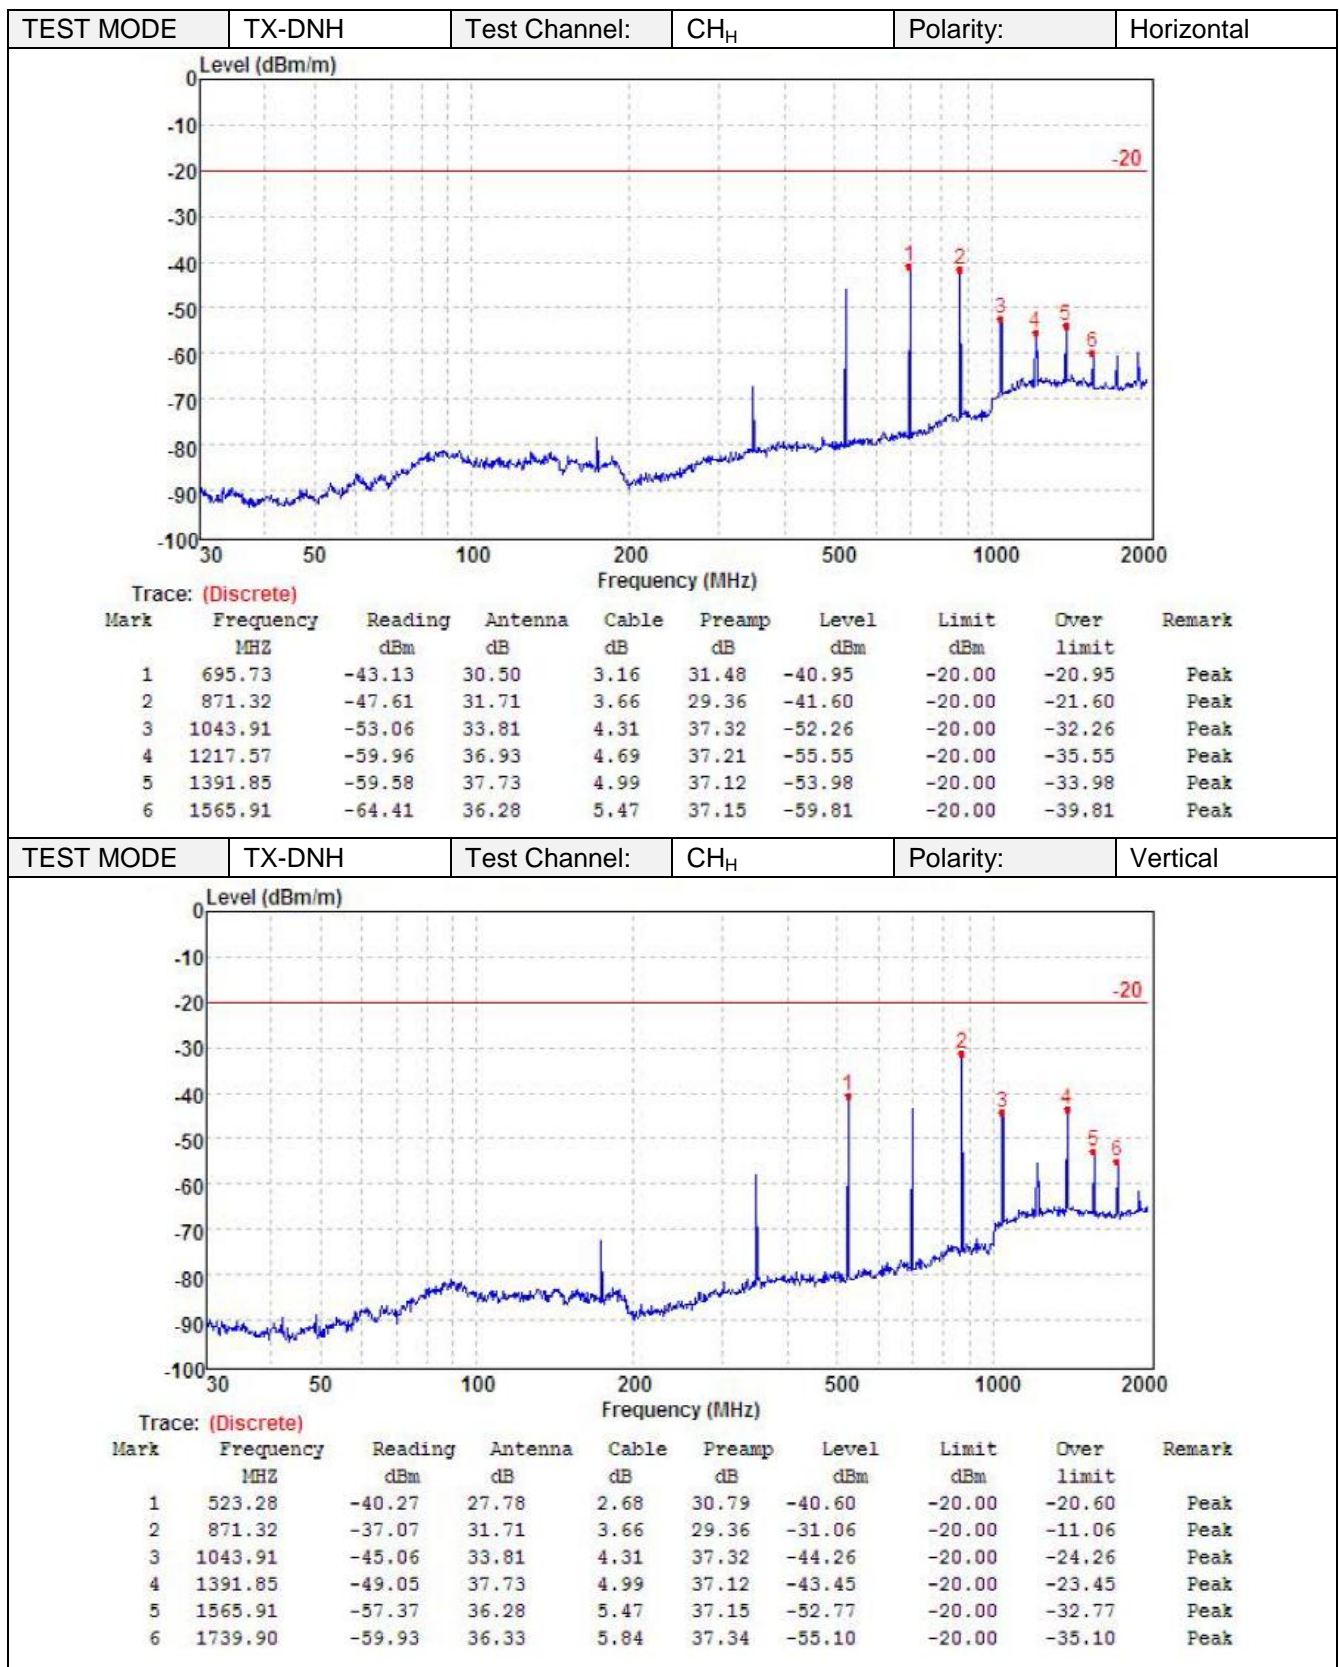 TEST MODE TX-DNH Test Channel: CHH Polarity: Horizontal
Level (dBm/m)
0
-10
-20
-20
-30
-40
-50
-60
-70
-80
-90
-100
1 2 3 4 5 6
30 50 100 200 500 1000 2000
Frequency (MHz)
Trace: (Discrete)
Mark Frequency Reading Antenna Cable Preamp Level Limit Over Remark
MHZ dBm dB dB dB dBm dBm limit
1 695.73 -43.13 30.50 3.16 31.48 -40.95 -20.00 -20.95 Peak
2 871.32 -47.61 31.71 3.66 29.36 -41.60 -20.00 -21.60 Peak
3 1043.91 -53.06 33.81 4.31 37.32 -52.26 -20.00 -32.26 Peak
4 1217.57 -59.96 36.93 4.69 37.21 -55.55 -20.00 -35.55 Peak
5 1391.85 -59.58 37.73 4.99 37.12 -53.98 -20.00 -33.98 Peak
6 1565.91 -64.41 36.28 5.47 37.15 -59.81 -20.00 -39.81 Peak
TEST MODE TX-DNH Test Channel: CHH Polarity: Vertical
Level (dBm/m)
0
-10
-20
-20
-30
-40
-50
-60
-70
-80
-90
-100
1 2 3 4 5 6
30 50 100 200 500 1000 2000
Frequency (MHz)
Trace: (Discrete)
Mark Frequency Reading Antenna Cable Preamp Level Limit Over Remark
MHZ dBm dB dB dB dBm dBm limit
1 523.28 -40.27 27.78 2.68 30.79 -40.60 -20.00 -20.60 Peak
2 871.32 -37.07 31.71 3.66 29.36 -31.06 -20.00 -11.06 Peak
3 1043.91 -45.06 33.81 4.31 37.32 -44.26 -20.00 -24.26 Peak
4 1391.85 -49.05 37.73 4.99 37.12 -43.45 -20.00 -23.45 Peak
5 1565.91 -57.37 36.28 5.47 37.15 -52.77 -20.00 -32.77 Peak
6 1739.90 -59.93 36.33 5.84 37.34 -55.10 -20.00 -35.10 Peak